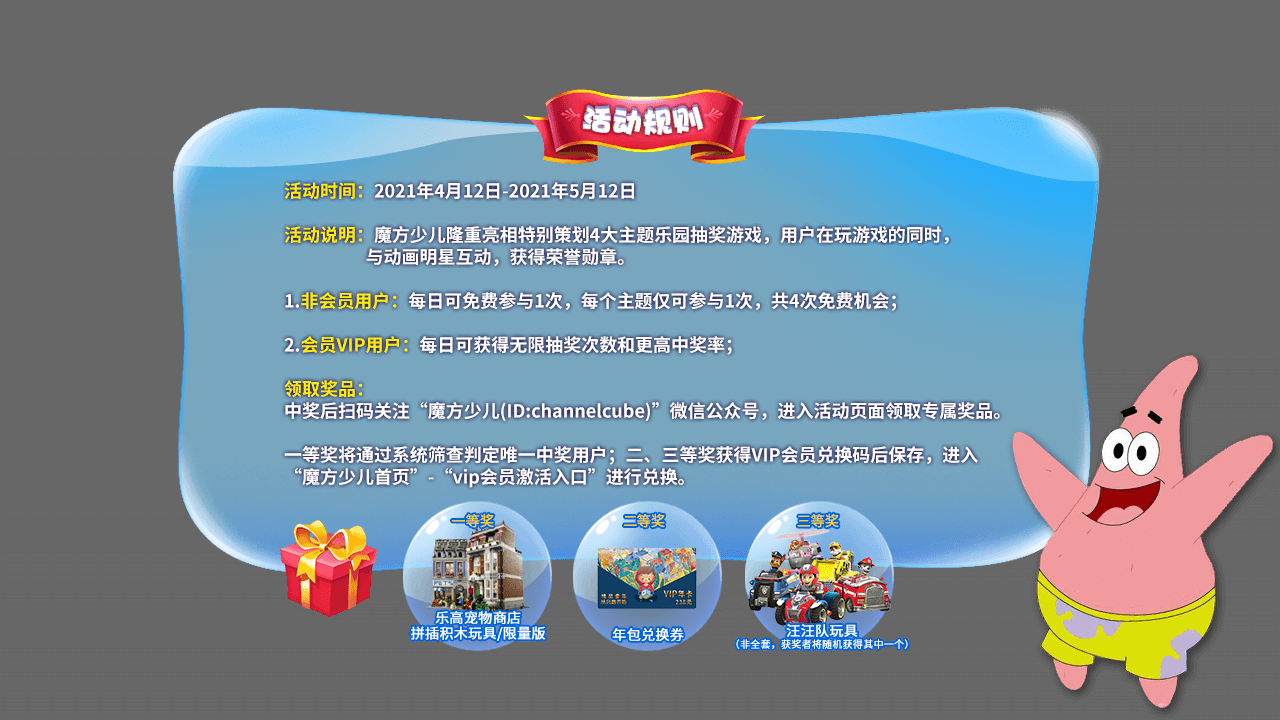 活动规则
活动时间：2021年4月12日-2021年5月12日
活动说明：魔方少儿隆重亮相特别策划4大主题乐园抽奖游戏，用户在玩游戏的同时，
与动画明星互动，获得荣誉勋章。
1.非会员用户：每日可免费参与1次，每个主题仅可参与1次，共4次免费机会；
2.会员VIP用户：每日可获得无限抽奖次数和更高中奖率；
领取奖品：
中奖后扫码关注“魔方少儿(ID:channelcube)”微信公众号，进入活动页面领取专属奖品。
一等奖将通过系统筛查判定唯一中奖用户；二、三等奖获得VIP会员兑换码后保存，进入
“魔方少儿首页”-“vip会员激活入口”进行兑换。
一等奖
PETS
乐高宠物商店
拼插积木玩具/限量版
二等奖
VIP年卡
年包兑换券
三等奖
汪汪队玩具
（非全套，获奖者将随机获得其中一个）